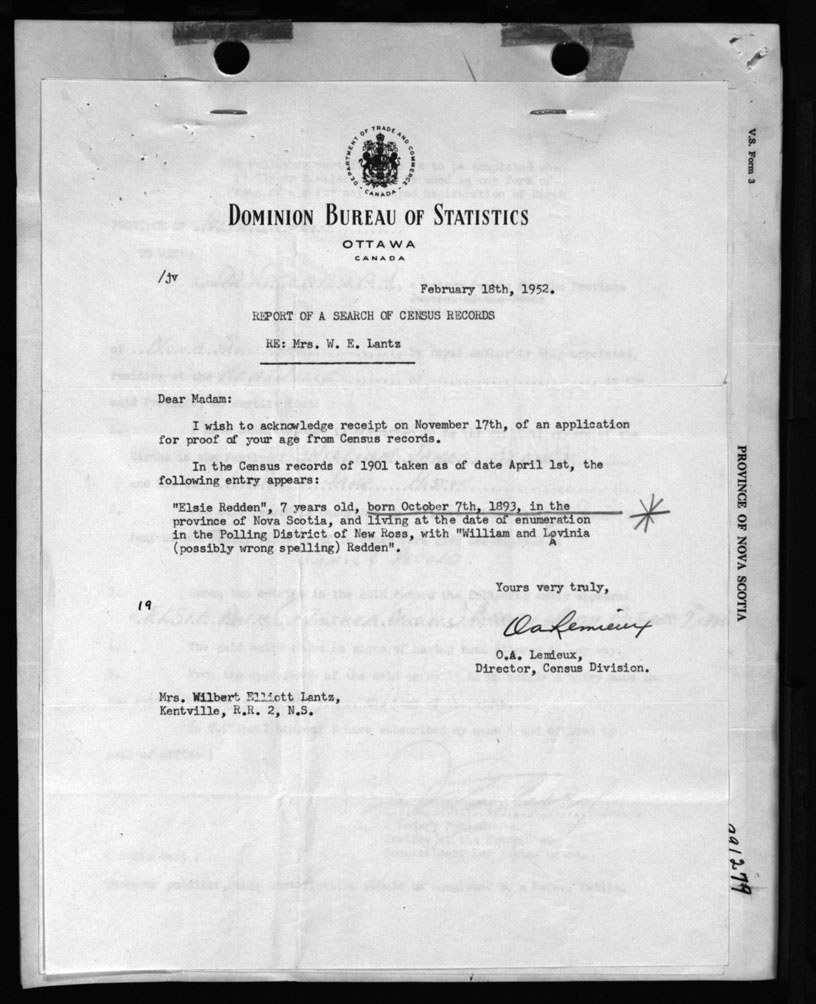 DEPARTMENT OF TRADE AND COMMERCE
CANADA
DOMINION BUREAU OF STATISTICS
OTTAWA
CANADA
/jv
February 18th, 1952.
REPORT OF A SEARCH OF CENSUS RECORDS
RE: Mrs. W. E. Lantz
Dear Madam:
I wish to acknowledge receipt on November 17th, of an application
for proof of your age from Census records.
In the Census records of 1901 taken as of date April 1st, the
following entry appears:
"Elsie Redden", 7 years old, born October 7th, 1893, in the
province of Nova Scotia, and living at the date of enumeration
in the Polling District of New Ross, with "William and Lovinia
(possibly wrong spelling) Redden".
A
Yours very truly,
19
OaLemieux
O.A. Lemieux,
Director, Census Division.
Mrs. Wilbert Elliott Lantz,
Kentville, R.R. 2, N.S.
V.S. Form 3
PROVINCE OF NOVA SCOTIA
991279